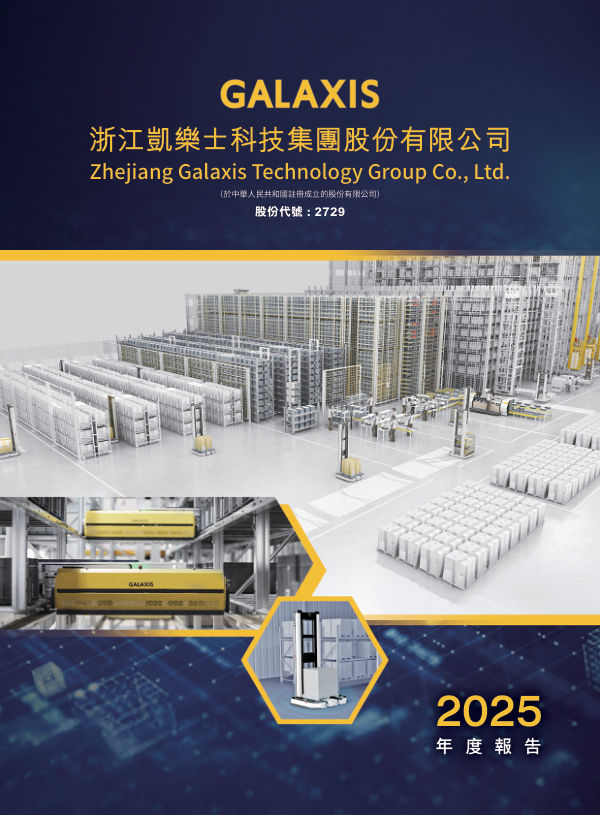 GALAXIS
浙江凱樂士科技集團股份有限公司
Zhejiang Galaxis Technology Group Co., Ltd.
（於中華人民共和國註冊成立的股份有限公司）
股份代號：2729
GALAXIS
2025
年度報告